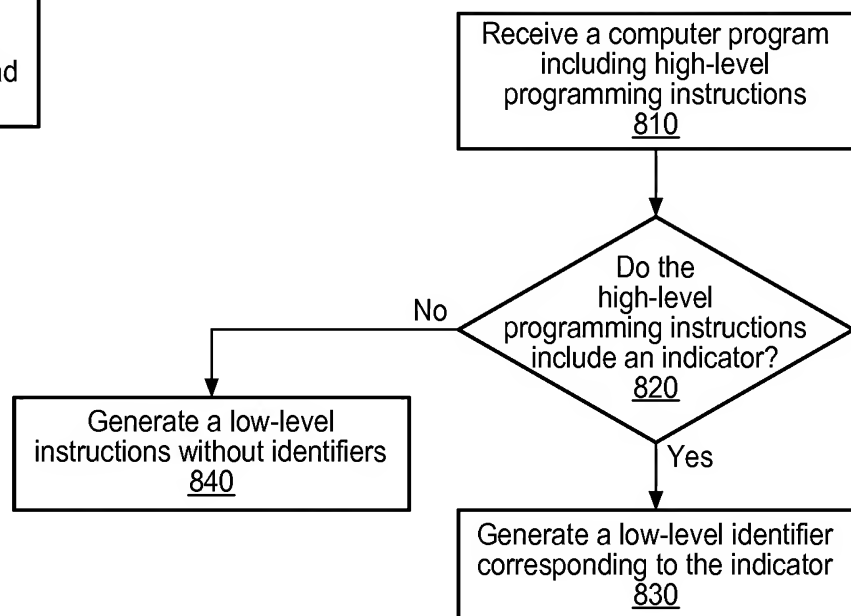 Receive a computer program
including high-level
programming instructions
810
Do the
high-level
programming instructions
include an indicator?
820
No
Generate a low-level
instructions without identifiers
840
Yes
Generate a low-level identifier
corresponding to the indicator
830